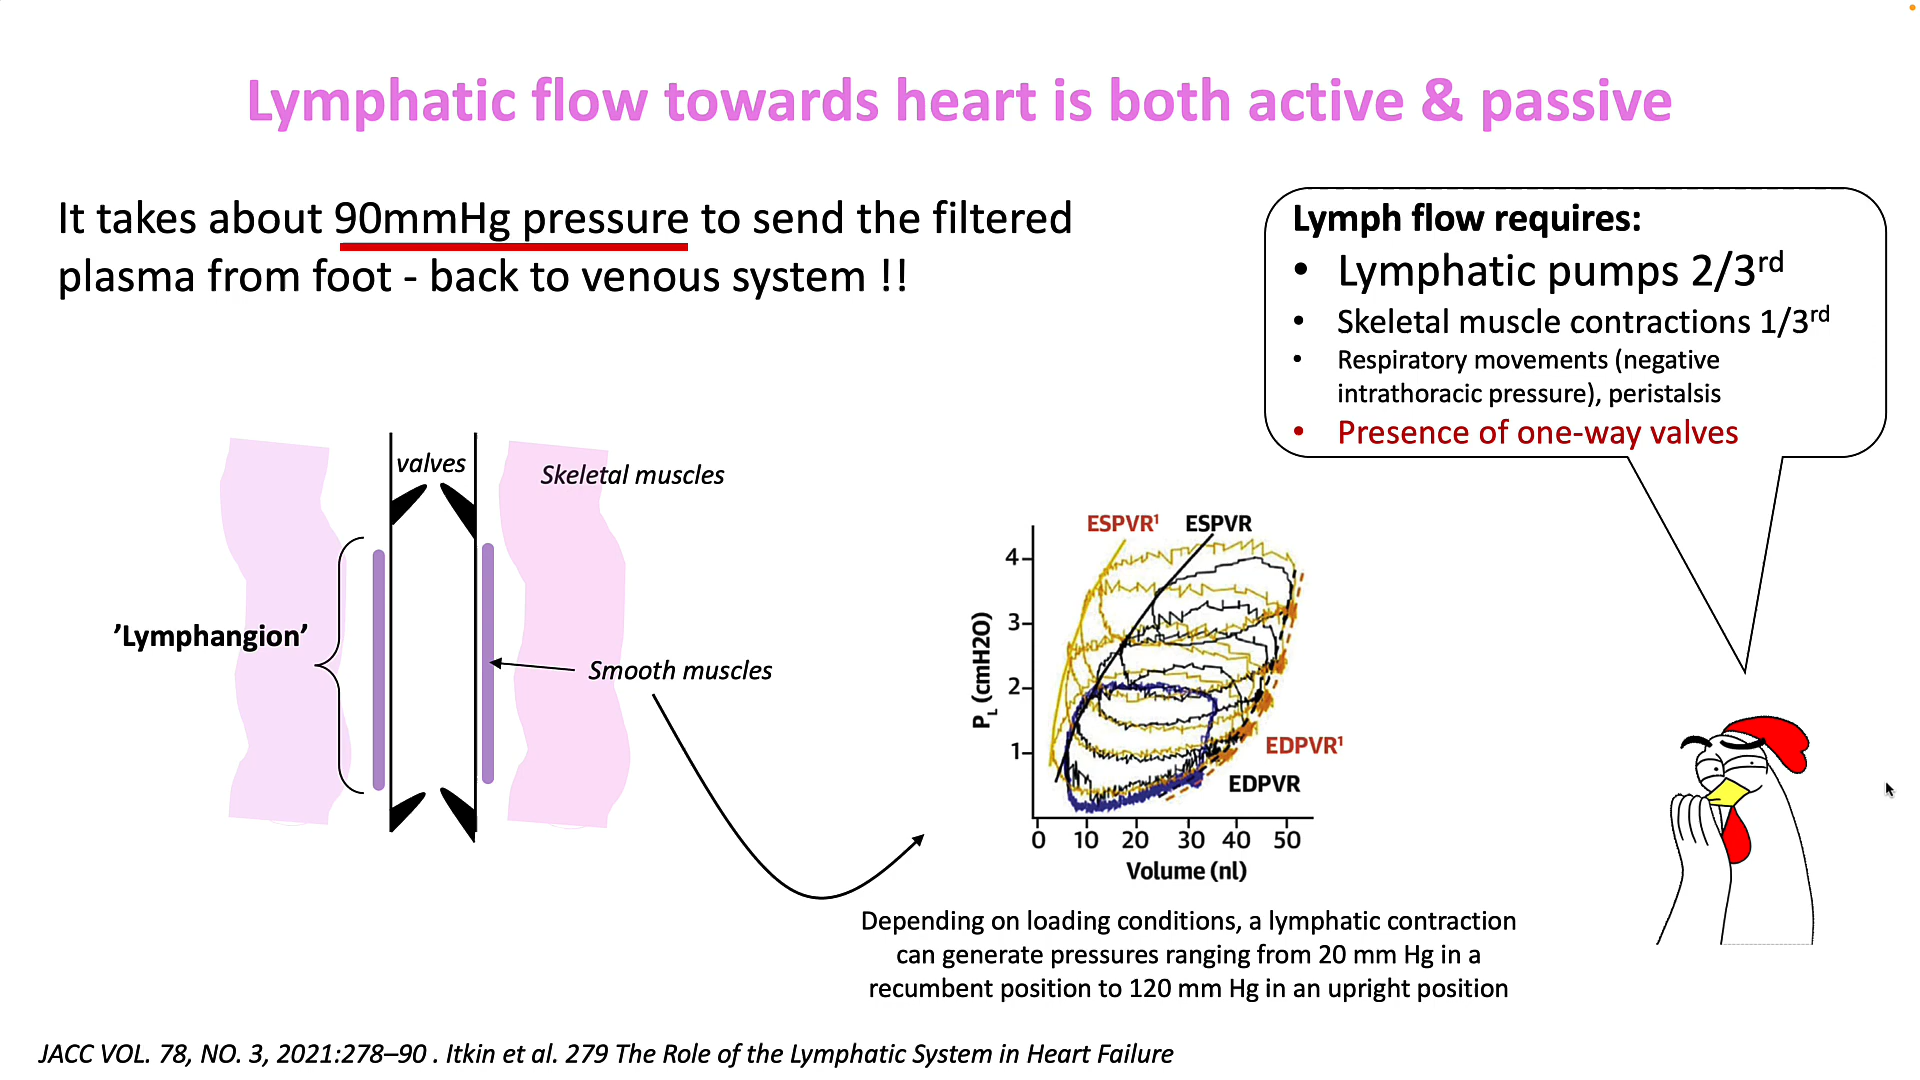 Lymphatic flow towards heart is both active & passive
It takes about 90mmHg pressure to send the filtered
plasma from foot - back to venous system !!
Lymph flow requires:
• Lymphatic pumps 2/3rd
• Skeletal muscle contractions 1/3rd
• Respiratory movements (negative
intrathoracic pressure), peristalsis
• Presence of one-way valves
valves
Skeletal muscles
’Lymphangion’
Smooth muscles
ESPVR¹ ESPVR
4
3
2
1
PL (cmH2O)
EDPVR¹
EDPVR
0 10 20 30 40 50
Volume (nl)
Depending on loading conditions, a lymphatic contraction
can generate pressures ranging from 20 mm Hg in a
recumbent position to 120 mm Hg in an upright position
JACC VOL. 78, NO. 3, 2021:278–90 . Itkin et al. 279 The Role of the Lymphatic System in Heart Failure